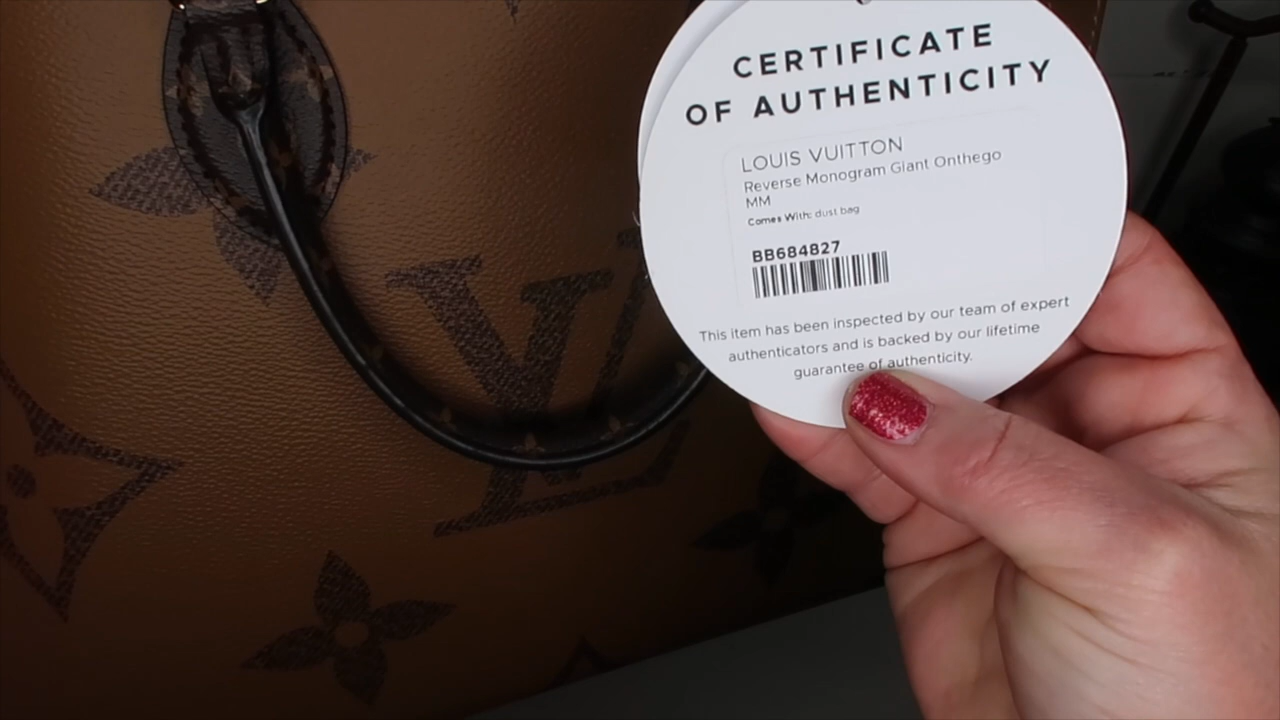 CERTIFICATE
OF AUTHENTICITY
LOUIS VUITTON
Reverse Monogram Giant Onthego
MM
Comes With: dust bag
BB684827
This item has been inspected by our team of expert
authenticators and is backed by our lifetime
guarantee of authenticity.
LV